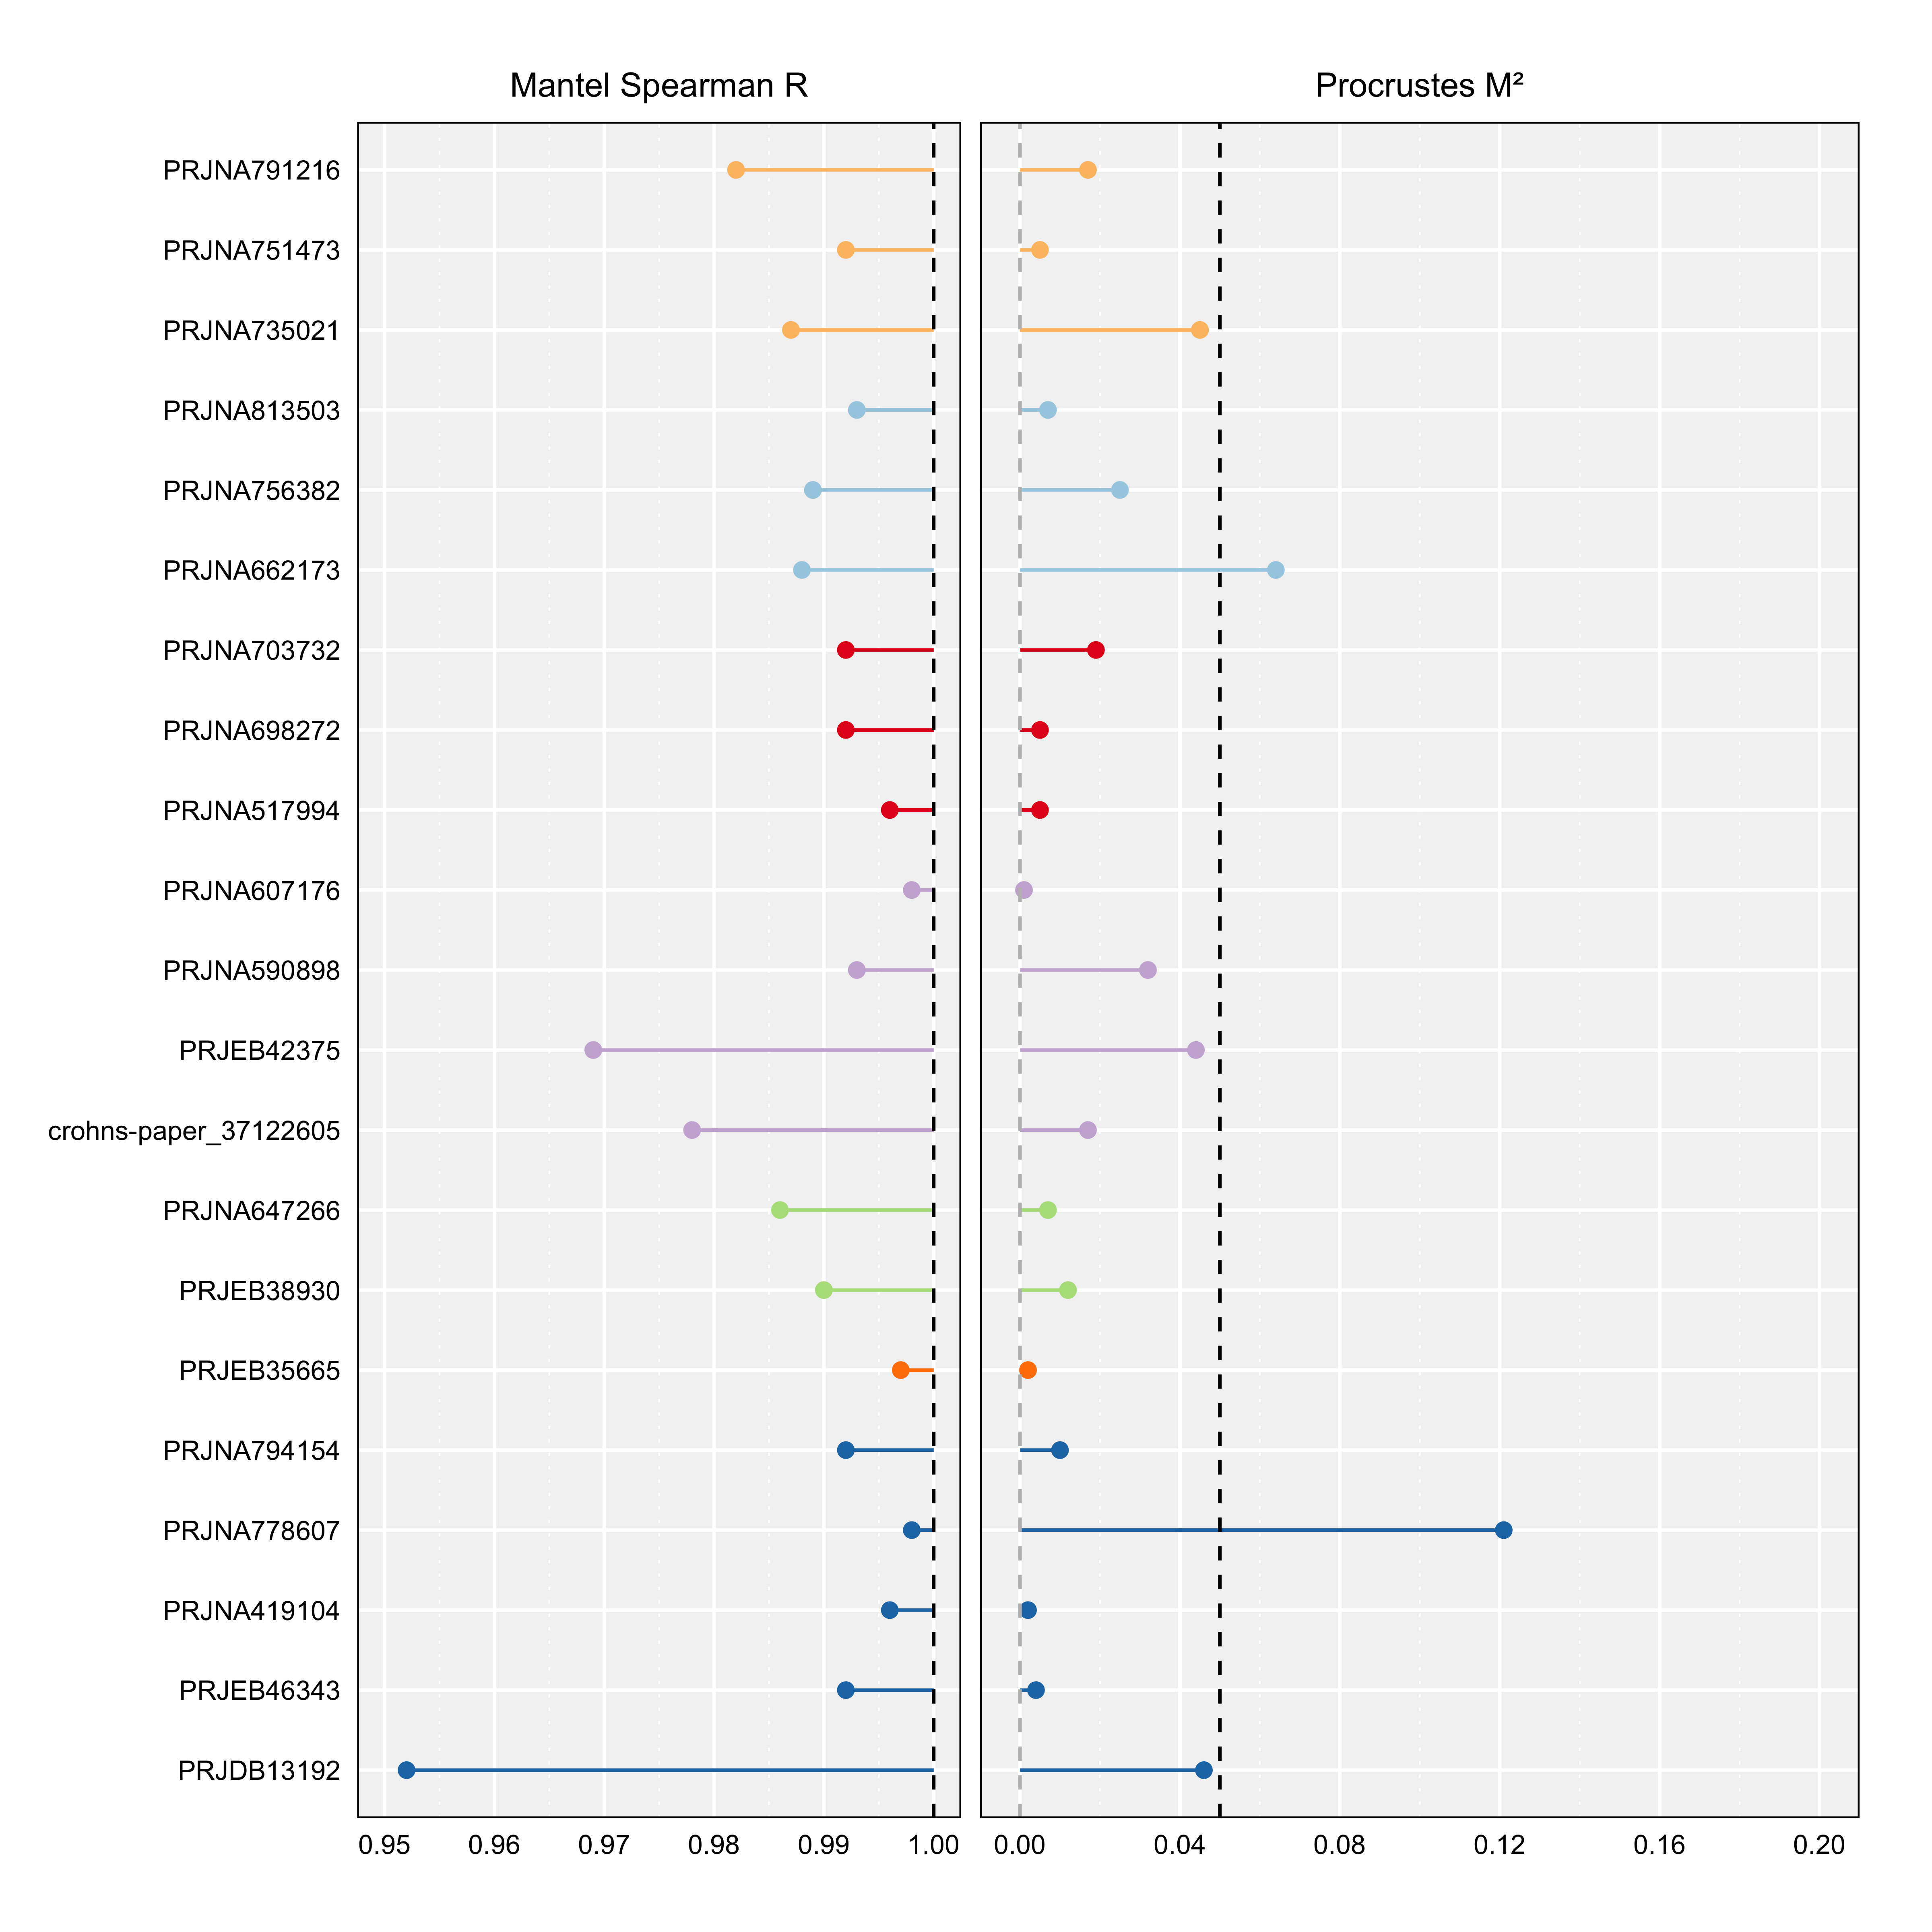 Mantel Spearman R
Procrustes M²
PRJNA791216
PRJNA751473
PRJNA735021
PRJNA813503
PRJNA756382
PRJNA662173
PRJNA703732
PRJNA698272
PRJNA517994
PRJNA607176
PRJNA590898
PRJEB42375
crohns-paper_37122605
PRJNA647266
PRJEB38930
PRJEB35665
PRJNA794154
PRJNA778607
PRJNA419104
PRJEB46343
PRJDB13192
0.95 0.96 0.97 0.98 0.99 1.00
0.00 0.04 0.08 0.12 0.16 0.20